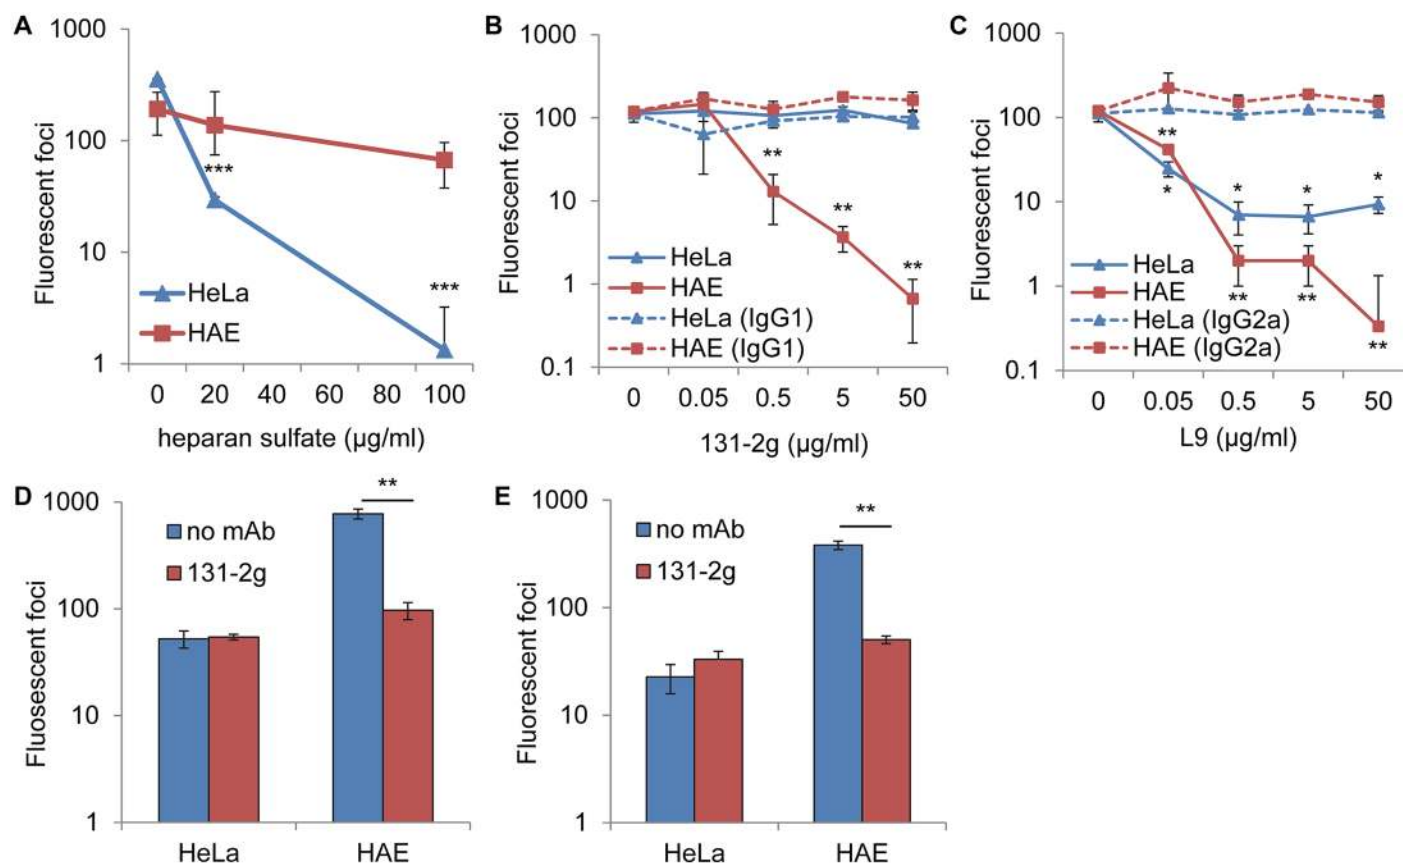 A
1000
100
10
1
Fluorescent foci
***
***
HeLa
HAE
0 20 40 60 80 100
heparan sulfate (µg/ml)
B
1000
100
10
1
0.1
Fluorescent foci
**
**
**
HeLa
HAE
HeLa (IgG1)
HAE (IgG1)
0 0.05 0.5 5 50
131-2g (µg/ml)
C
1000
100
10
1
0.1
Fluorescent foci
**
*
*
*
*
**
**
**
HeLa
HAE
HeLa (IgG2a)
HAE (IgG2a)
0 0.05 0.5 5 50
L9 (µg/ml)
D
1000
100
10
1
Fluosescent foci
no mAb
131-2g
**
HeLa HAE
E
1000
100
10
1
Fluorescent foci
no mAb
131-2g
**
HeLa HAE